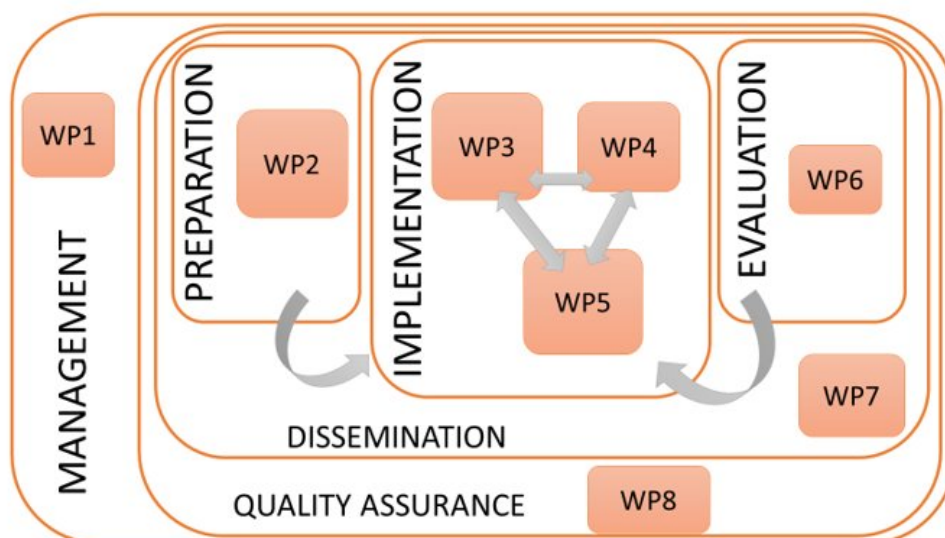 MANAGEMENT
WP1
PREPARATION
WP2
IMPLEMENTATION
WP3
WP4
WP5
EVALUATION
WP6
DISSEMINATION
WP7
QUALITY ASSURANCE
WP8